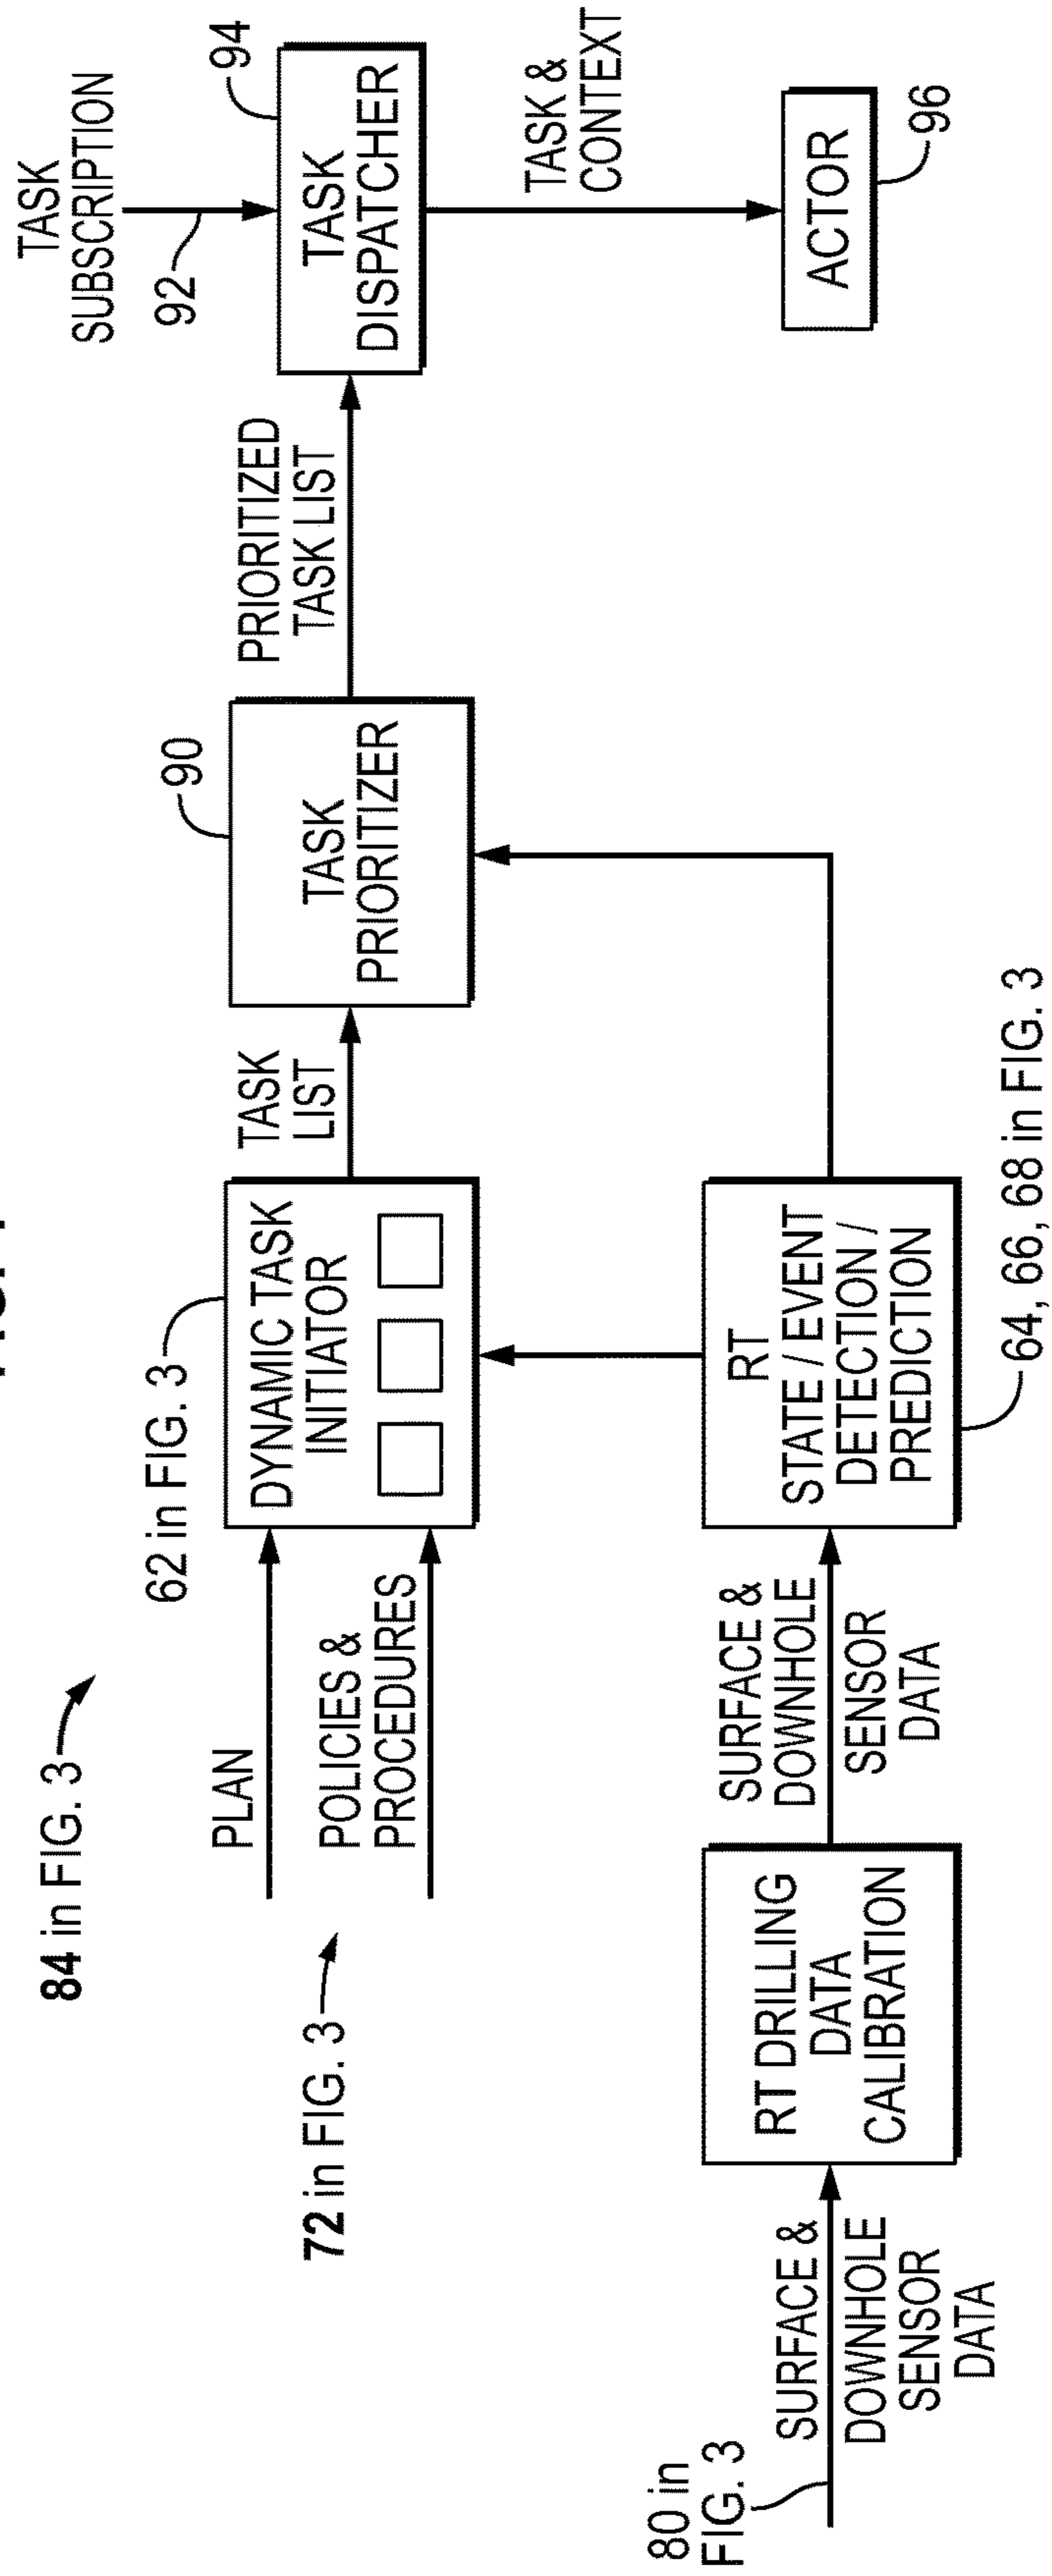 84 in FIG. 3
62 in FIG. 3
PLAN
POLICIES &
PROCEDURES
72 in FIG. 3
DYNAMIC TASK
INITIATOR
TASK
LIST
90
TASK
PRIORITIZER
PRIORITIZED
TASK LIST
TASK
SUBSCRIPTION
92
94
TASK
DISPATCHER
TASK &
CONTEXT
ACTOR
96
80 in
FIG. 3
SURFACE &
DOWNHOLE
SENSOR
DATA
RT DRILLING
DATA
CALIBRATION
SURFACE &
DOWNHOLE
SENSOR
DATA
RT
STATE / EVENT
DETECTION /
PREDICTION
64, 66, 68 in FIG. 3